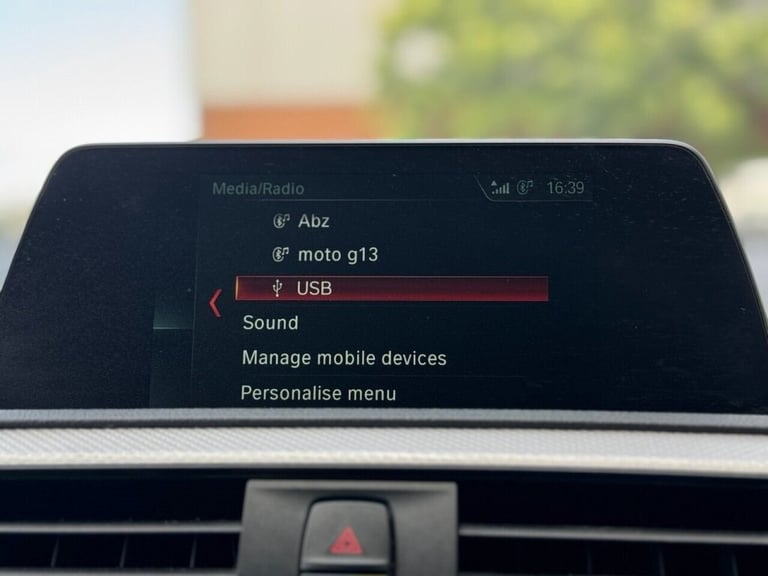 Media/Radio
16:39
Abz
moto g13
USB
Sound
Manage mobile devices
Personalise menu